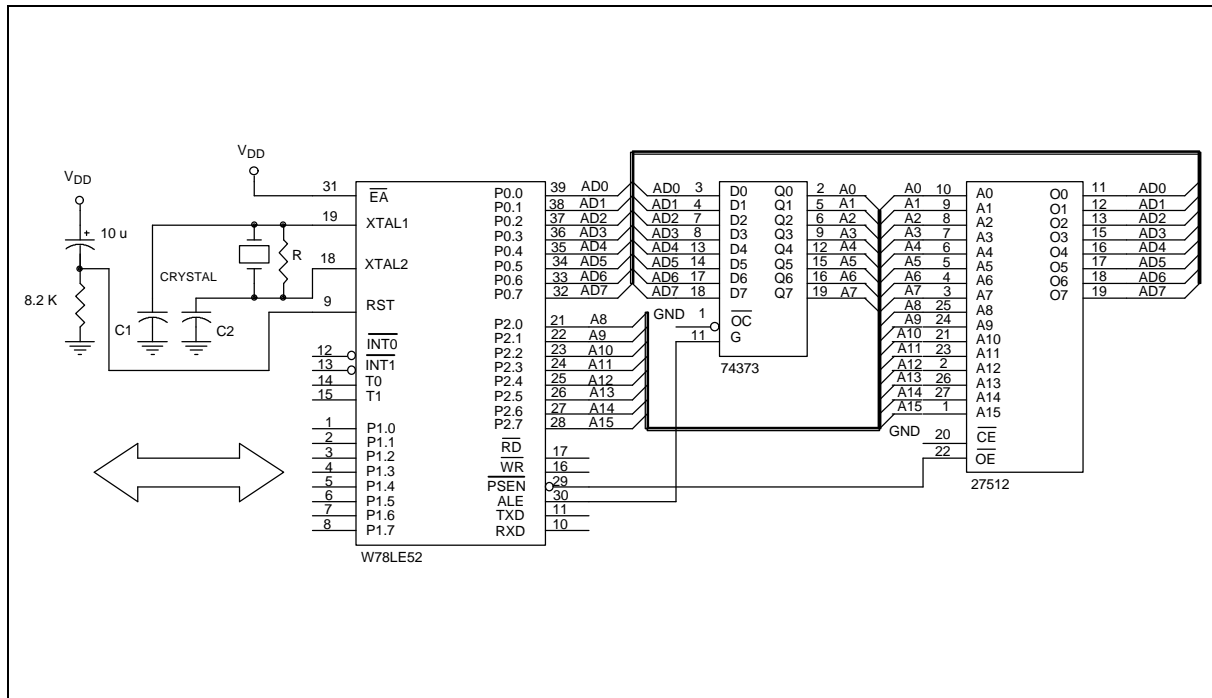 VDD
10 u
8.2 K
VDD
CRYSTAL
R
C1
C2
31
19
18
9
12
13
14
15
1
2
3
4
5
6
7
8
EA
XTAL1
XTAL2
RST
INT0
INT1
T0
T1
P1.0
P1.1
P1.2
P1.3
P1.4
P1.5
P1.6
P1.7
P0.0 39 AD0
P0.1 38 AD1
P0.2 37 AD2
P0.3 36 AD3
P0.4 35 AD4
P0.5 34 AD5
P0.6 33 AD6
P0.7 32 AD7
P2.0 21 A8
P2.1 22 A9
P2.2 23 A10
P2.3 24 A11
P2.4 25 A12
P2.5 26 A13
P2.6 27 A14
P2.7 28 A15
RD 17
WR 16
PSEN 29
ALE 30
TXD 11
RXD 10
W78LE52
AD0 3 D0 Q0 2 A0
AD1 4 D1 Q1 5 A1
AD2 7 D2 Q2 6 A2
AD3 8 D3 Q3 9 A3
AD4 13 D4 Q4 12 A4
AD5 14 D5 Q5 15 A5
AD6 17 D6 Q6 16 A6
AD7 18 D7 Q7 19 A7
GND 1 OC
11 G
74373
A0 10 A0 O0 11 AD0
A1 9 A1 O1 12 AD1
A2 8 A2 O2 13 AD2
A3 7 A3 O3 15 AD3
A4 6 A4 O4 16 AD4
A5 5 A5 O5 17 AD5
A6 4 A6 O6 18 AD6
A7 3 A7 O7 19 AD7
A8 25 A8
A9 24 A9
A10 21 A10
A11 23 A11
A12 2 A12
A13 26 A13
A14 27 A14
A15 1 A15
GND 20 CE
22 OE
27512